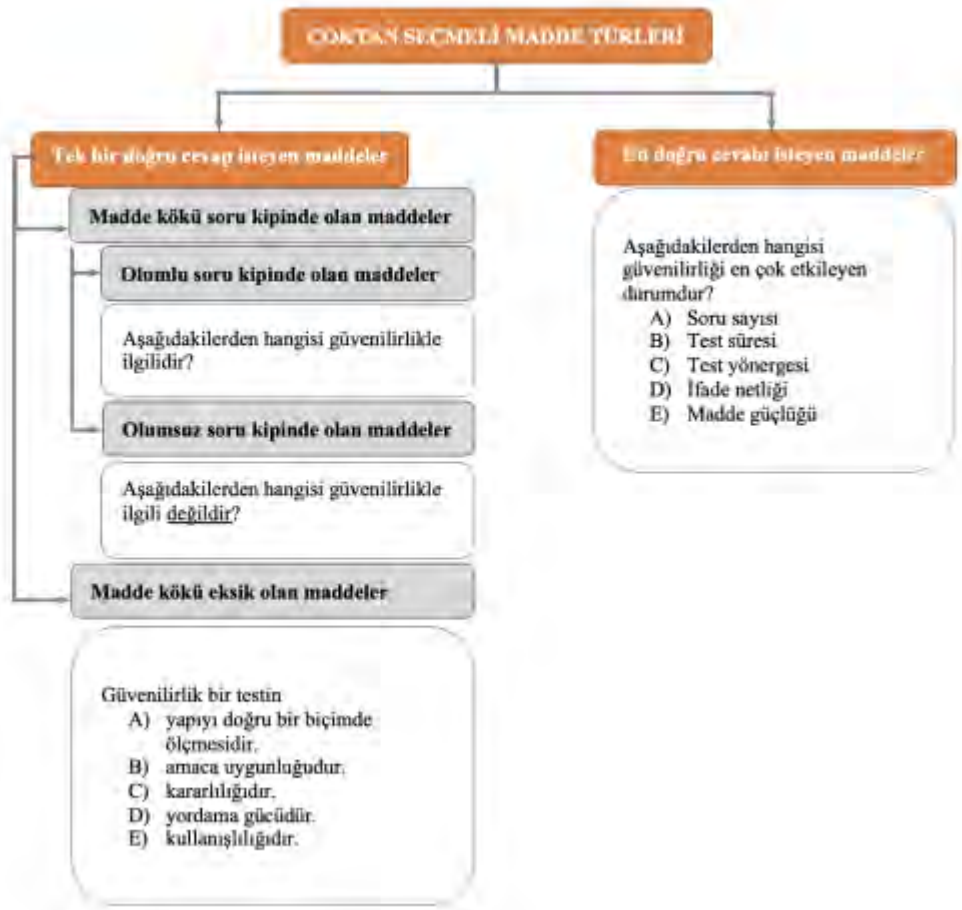 ÇOKTAN SEÇMELİ MADDE TÜRLERİ
Tek bir doğru cevap isteyen maddeler
Madde kökü soru kipinde olan maddeler
Olumlu soru kipinde olan maddeler
Aşağıdakilerden hangisi güvenilirlikle
ilgilidir?
Olumsuz soru kipinde olan maddeler
Aşağıdakilerden hangisi güvenilirlikle
ilgili değildir?
Madde kökü eksik olan maddeler
Güvenilirlik bir testin
A) yapıyı doğru bir biçimde
ölçmesidir.
B) amaca uygunluğudur.
C) kararlılığıdır.
D) yordama gücüdür.
E) kullanışlılığıdır.
En doğru cevabı isteyen maddeler
Aşağıdakilerden hangisi
güvenilirliği en çok etkileyen
durumdur?
A) Soru sayısı
B) Test süresi
C) Test yönergesi
D) İfade netliği
E) Madde güçlüğü